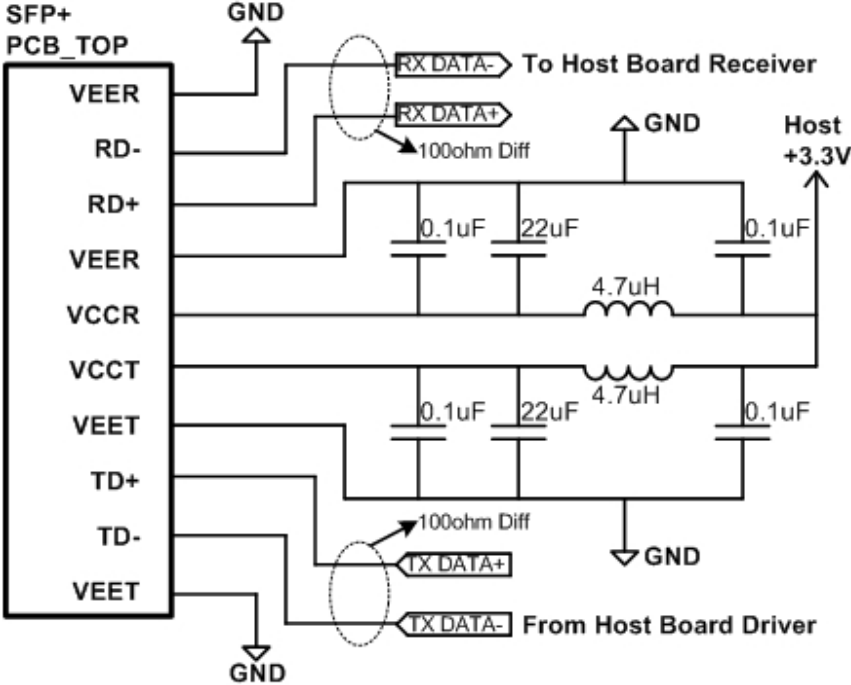 SFP+
PCB_TOP
GND
VEER
RD-
RD+
VEER
VCCR
VCCT
VEET
TD+
TD-
VEET
GND
RX DATA- To Host Board Receiver
RX DATA+
100ohm Diff
GND
Host
+3.3V
0.1uF
22uF
0.1uF
4.7uH
4.7uH
0.1uF
22uF
0.1uF
100ohm Diff
GND
TX DATA+
TX DATA- From Host Board Driver